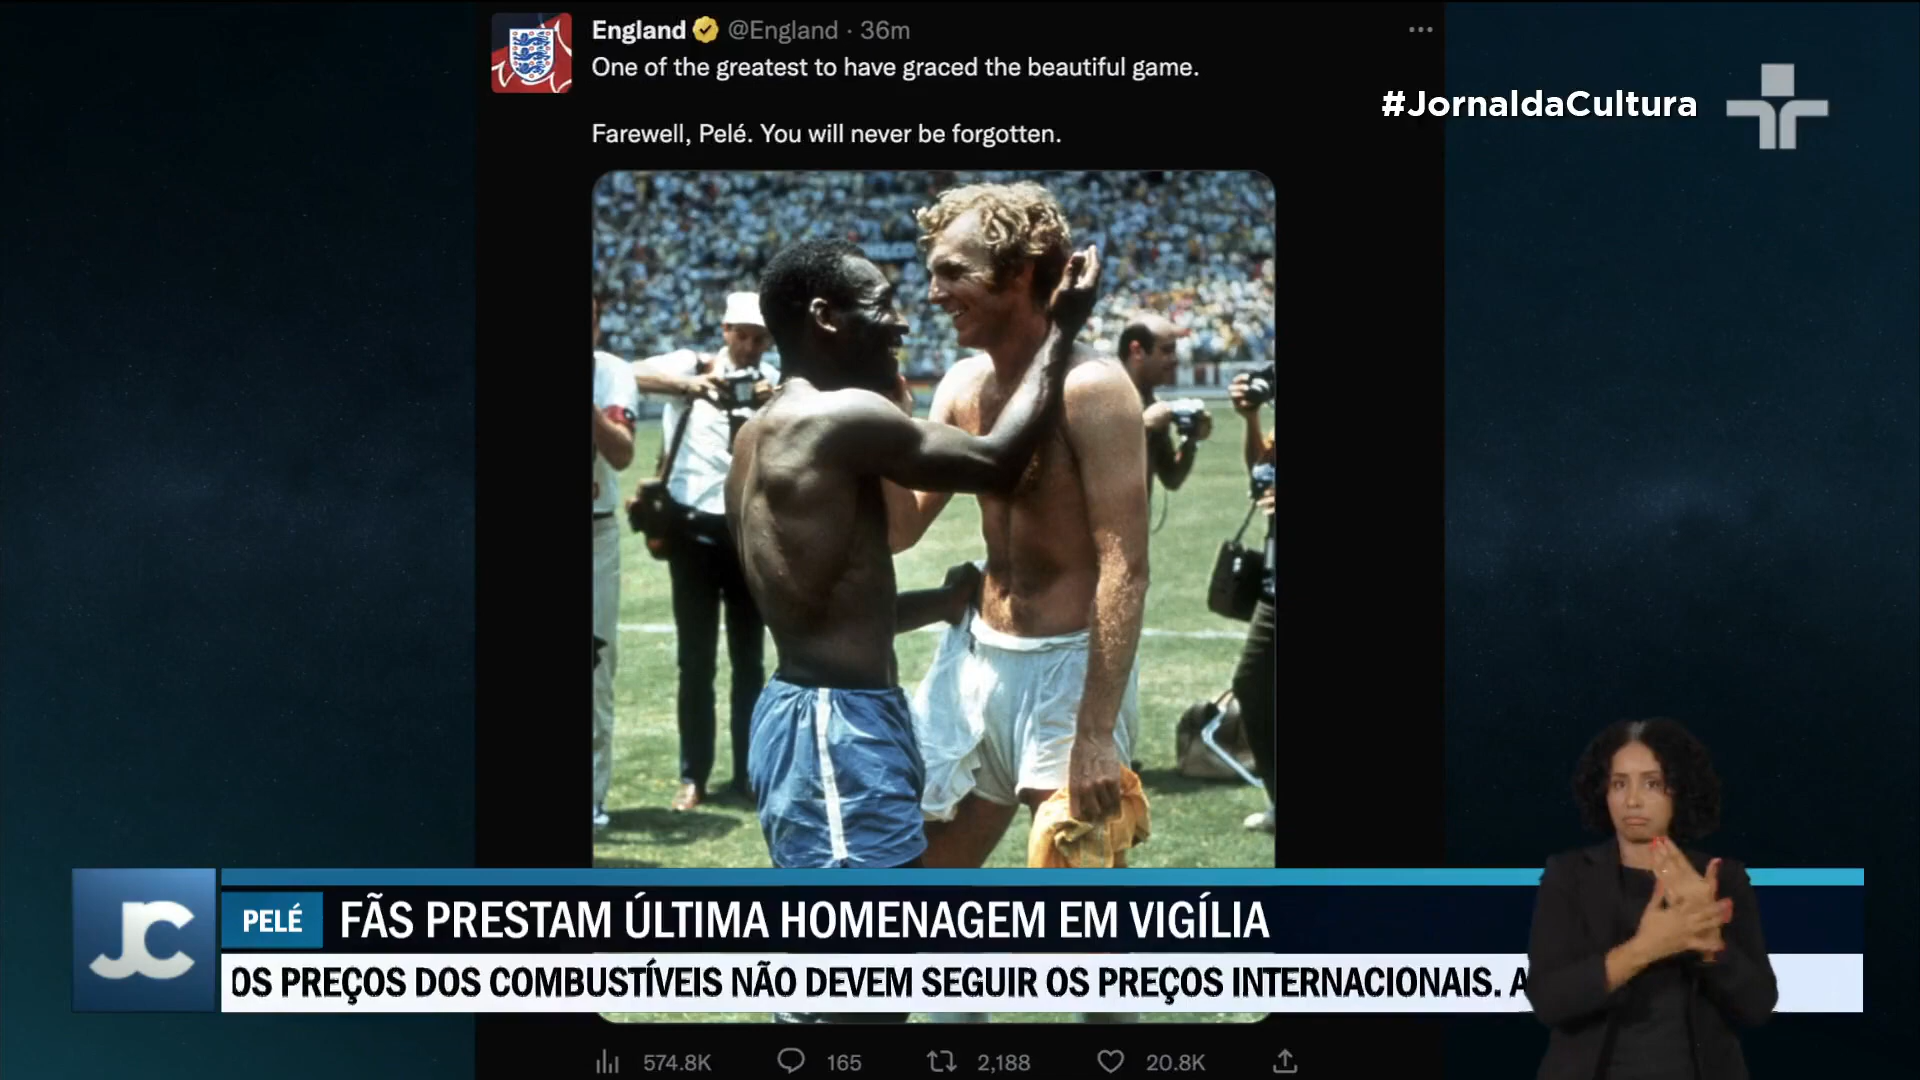 England @England · 36m
One of the greatest to have graced the beautiful game.
Farewell, Pelé. You will never be forgotten.
#JornaldaCultura
JC
PELÉ
FÃS PRESTAM ÚLTIMA HOMENAGEM EM VIGÍLIA
OS PREÇOS DOS COMBUSTÍVEIS NÃO DEVEM SEGUIR OS PREÇOS INTERNACIONAIS. A
574.8K 165 2,188 20.8K